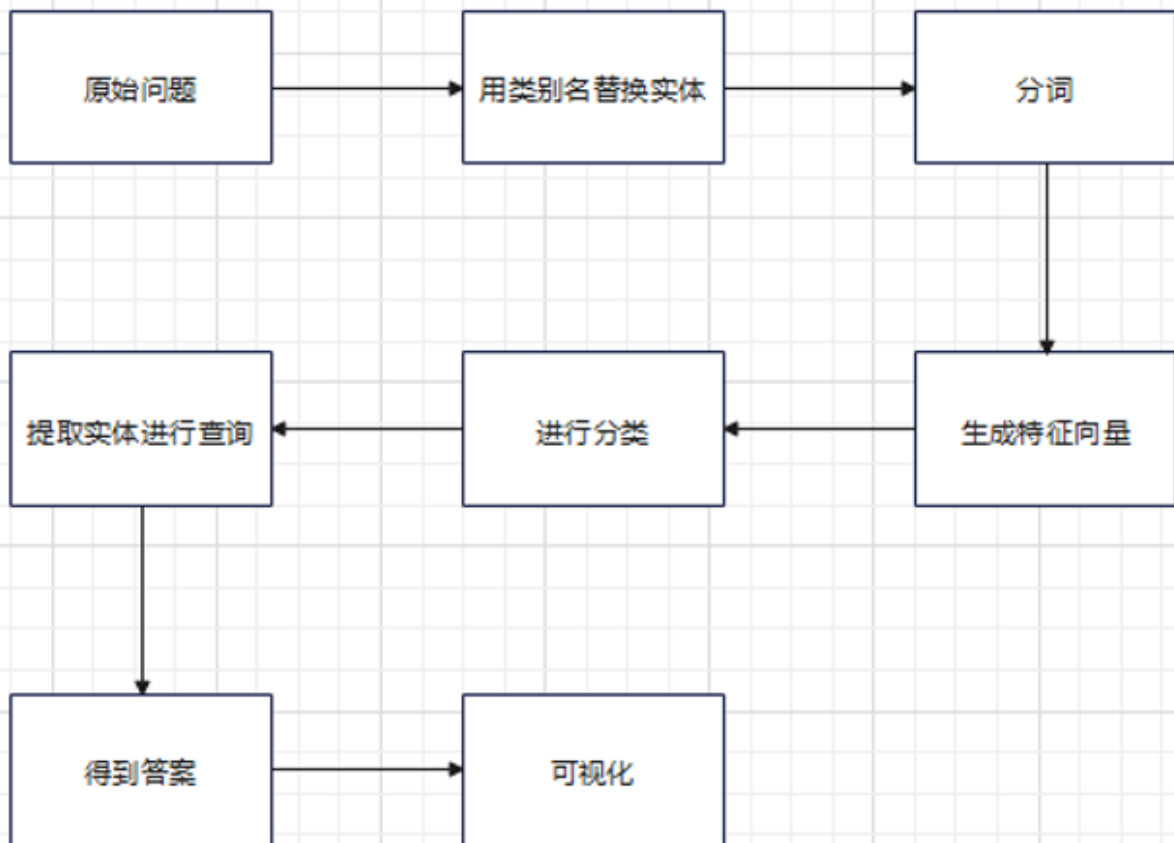 原始问题
用类别名替换实体
分词
提取实体进行查询
进行分类
生成特征向量
得到答案
可视化